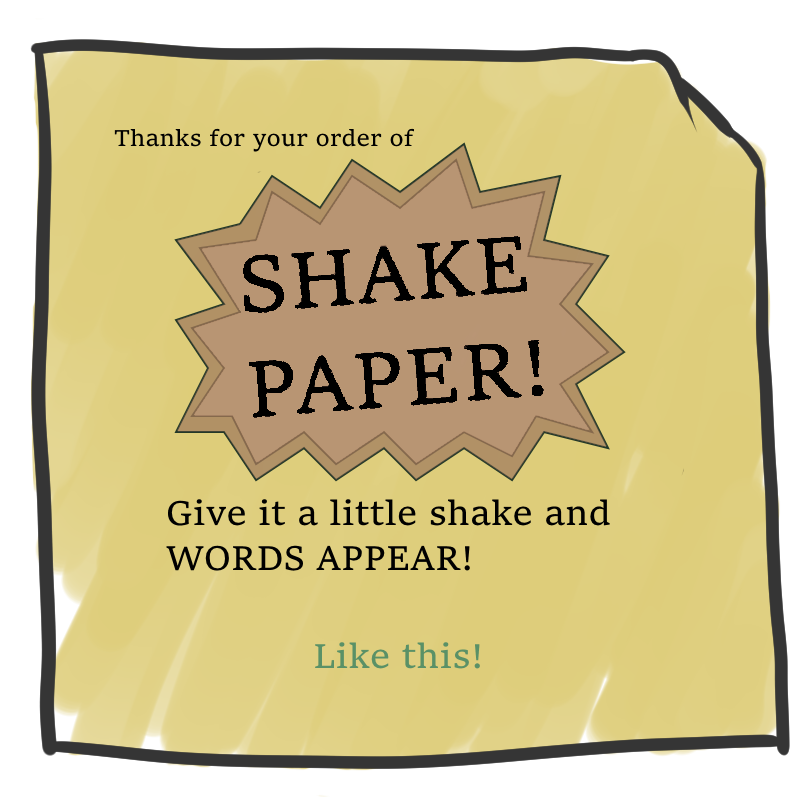 Thanks for your order of
SHAKE
PAPER!
Give it a little shake and
WORDS APPEAR!
Like this!